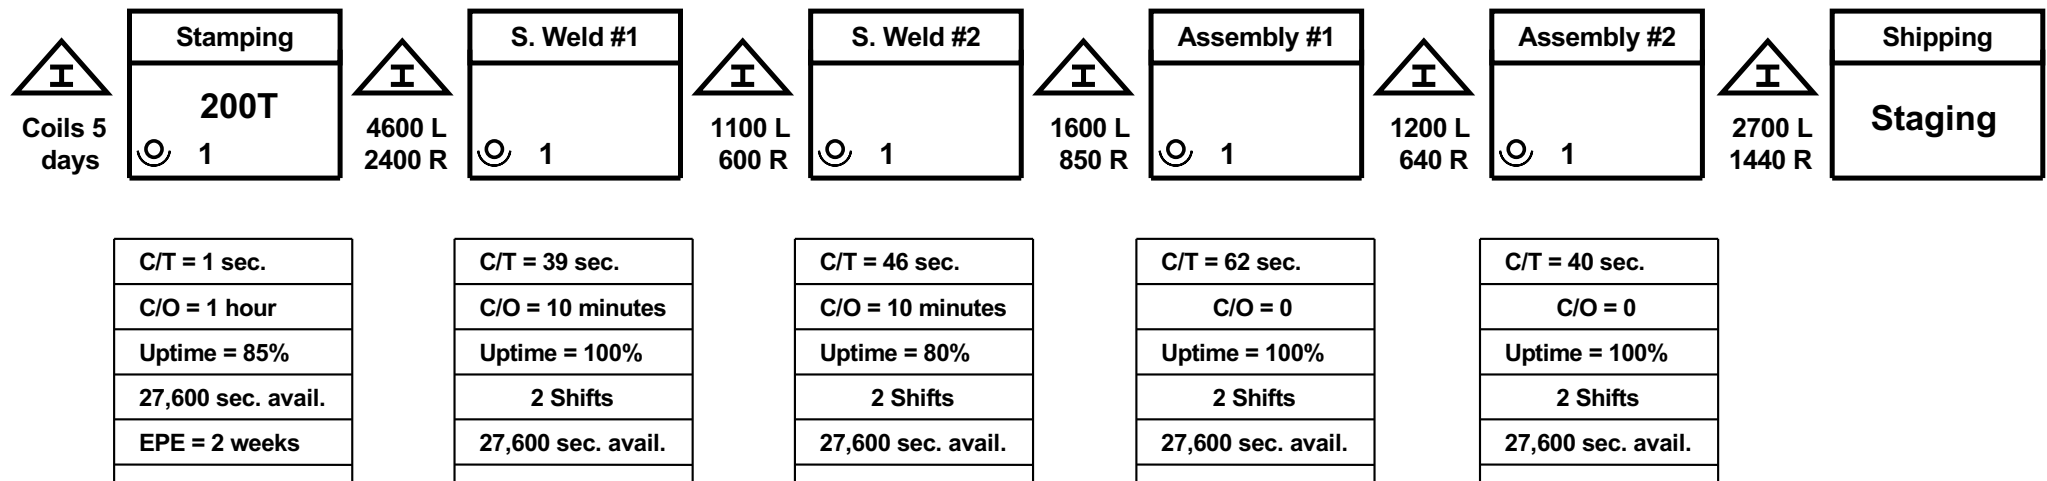 Stamping
S. Weld #1
S. Weld #2
Assembly #1
Assembly #2
Shipping
I
I
I
I
I
I
200T
Staging
Coils 5
days
1
4600 L
2400 R
1
1100 L
600 R
1
1600 L
850 R
1
1200 L
640 R
1
2700 L
1440 R
C/T = 1 sec.
C/O = 1 hour
Uptime = 85%
27,600 sec. avail.
EPE = 2 weeks
C/T = 39 sec.
C/O = 10 minutes
Uptime = 100%
2 Shifts
27,600 sec. avail.
C/T = 46 sec.
C/O = 10 minutes
Uptime = 80%
2 Shifts
27,600 sec. avail.
C/T = 62 sec.
C/O = 0
Uptime = 100%
2 Shifts
27,600 sec. avail.
C/T = 40 sec.
C/O = 0
Uptime = 100%
2 Shifts
27,600 sec. avail.